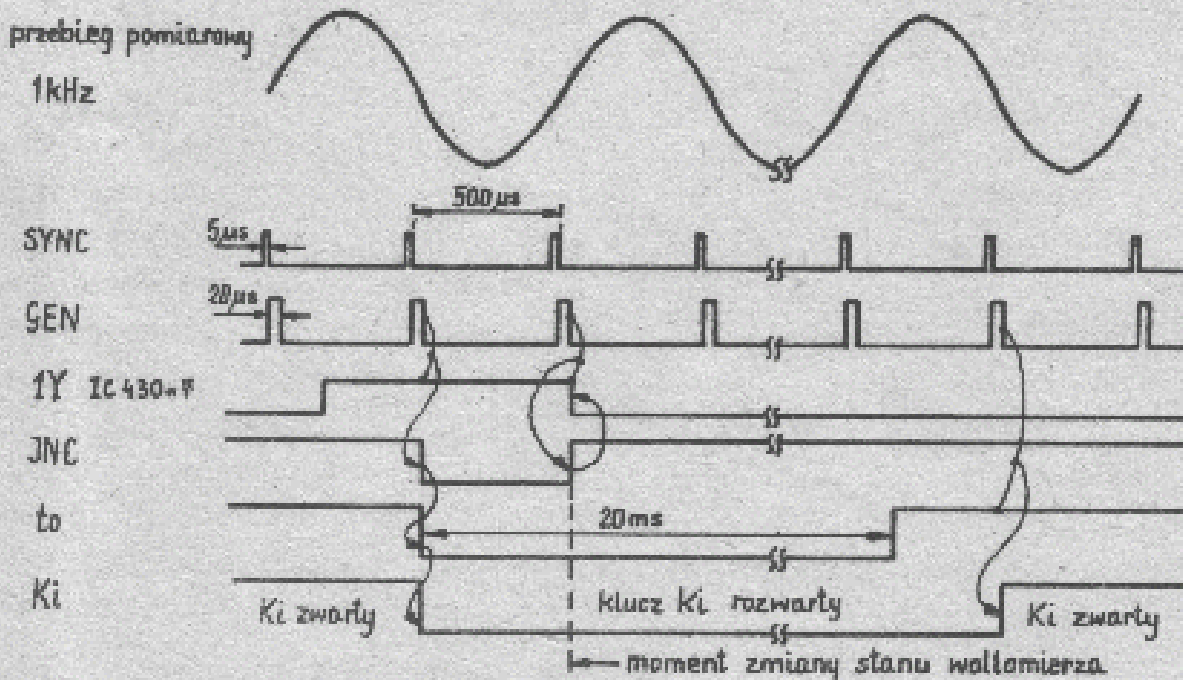 przebieg pomiarowy
1kHz
500µs
SYNC
5µs
GEN
20µs
1Y IC 430nF
JNC
to
20ms
Ki
Ki zwarty
klucz Ki rozwarty
Ki zwarty
moment zmiany stanu woltomierza